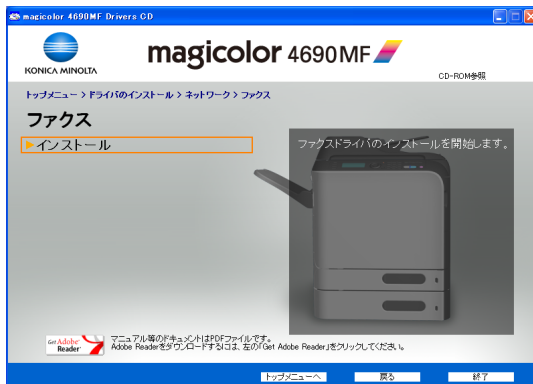 magicolor 4690MF Drivers CD
KONICA MINOLTA
magicolor 4690MF
CD-ROM参照
トップメニュー > ドライバのインストール > ネットワーク > ファクス
ファクス
インストール
ファクスドライバのインストールを開始します。
Get Adobe Reader
マニュアル等のドキュメントはPDFファイルです。
Adobe Readerをダウンロードするには、左の「Get Adobe Reader」をクリックしてください。
トップメニューへ
戻る
終了